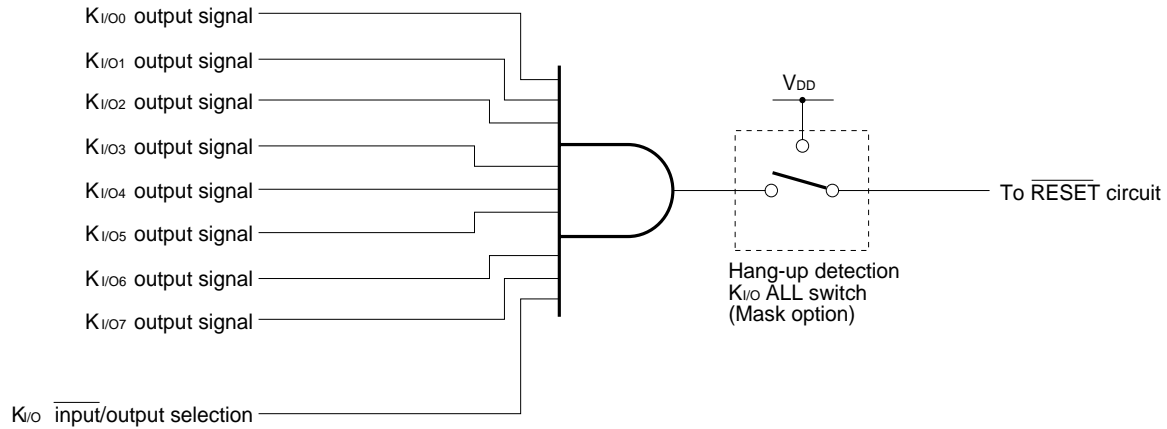 KI/O0 output signal
KI/O1 output signal
KI/O2 output signal
KI/O3 output signal
KI/O4 output signal
KI/O5 output signal
KI/O6 output signal
KI/O7 output signal
KI/O input/output selection
VDD
Hang-up detection
KI/O ALL switch
(Mask option)
To RESET circuit